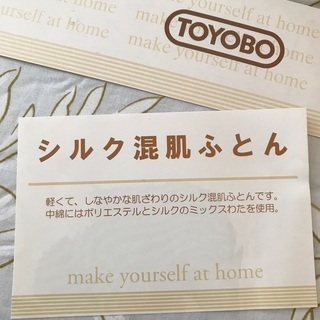 make yourself at home
make yourself at home
TOYOBO
シルク混肌ふとん
軽くて、しなやかな肌ざわりのシルク混肌ふとんです。
中綿にはポリエステルとシルクのミックスわたを使用。
make yourself at home